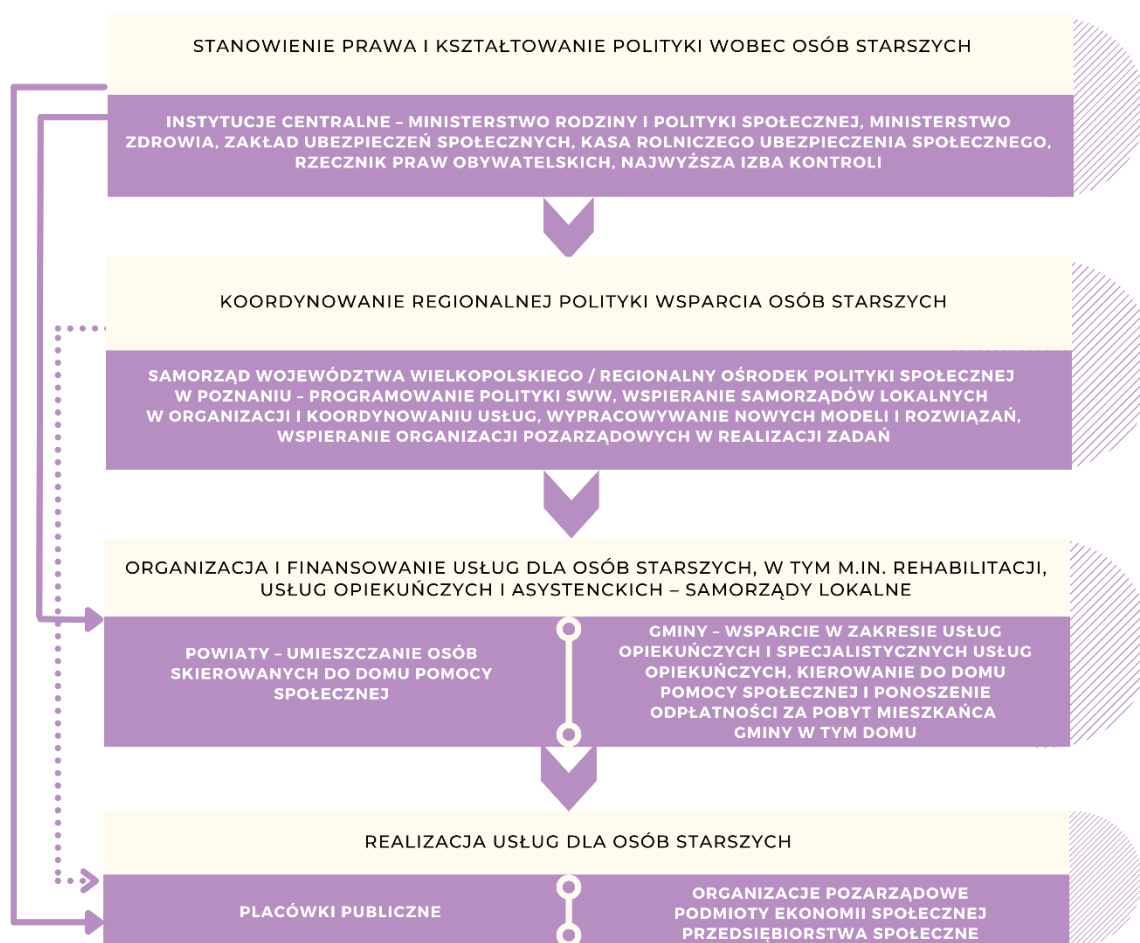 STANOWIENIE PRAWA I KSZTAŁTOWANIE POLITYKI WOBEC OSÓB STARSZYCH
INSTYTUCJE CENTRALNE – MINISTERSTWO RODZINY I POLITYKI SPOŁECZNEJ, MINISTERSTWO
ZDROWIA, ZAKŁAD UBEZPIECZEŃ SPOŁECZNYCH, KASA ROLNICZEGO UBEZPIECZENIA SPOŁECZNEGO,
RZECZNIK PRAW OBYWATELSKICH, NAJWYŻSZA IZBA KONTROLI
KOORDYNOWANIE REGIONALNEJ POLITYKI WSPARCIA OSÓB STARSZYCH
SAMORZĄD WOJEWÓDZTWA WIELKOPOLSKIEGO / REGIONALNY OŚRODEK POLITYKI SPOŁECZNEJ
W POZNANIU – PROGRAMOWANIE POLITYKI SWW, WSPIERANIE SAMORZĄDÓW LOKALNYCH
W ORGANIZACJI I KOORDYNOWANIU USŁUG, WYPRACOWYWANIE NOWYCH MODELI I ROZWIĄZAŃ,
WSPIERANIE ORGANIZACJI POZARZĄDOWYCH W REALIZACJI ZADAŃ
ORGANIZACJA I FINANSOWANIE USŁUG DLA OSÓB STARSZYCH, W TYM M.IN. REHABILITACJI,
USŁUG OPIEKUŃCZYCH I ASYSTENCKICH – SAMORZĄDY LOKALNE
POWIATY – UMIESZCZANIE OSÓB
SKIEROWANYCH DO DOMU POMOCY
SPOŁECZNEJ
GMINY – WSPARCIE W ZAKRESIE USŁUG
OPIEKUŃCZYCH I SPECJALISTYCZNYCH USŁUG
OPIEKUŃCZYCH, KIEROWANIE DO DOMU
POMOCY SPOŁECZNEJ I PONOSZENIE
ODPŁATNOŚCI ZA POBYT MIESZKAŃCA
GMINY W TYM DOMU
REALIZACJA USŁUG DLA OSÓB STARSZYCH
PLACÓWKI PUBLICZNE
ORGANIZACJE POZARZĄDOWE
PODMIOTY EKONOMII SPOŁECZNEJ
PRZEDSIĘBIORSTWA SPOŁECZNE